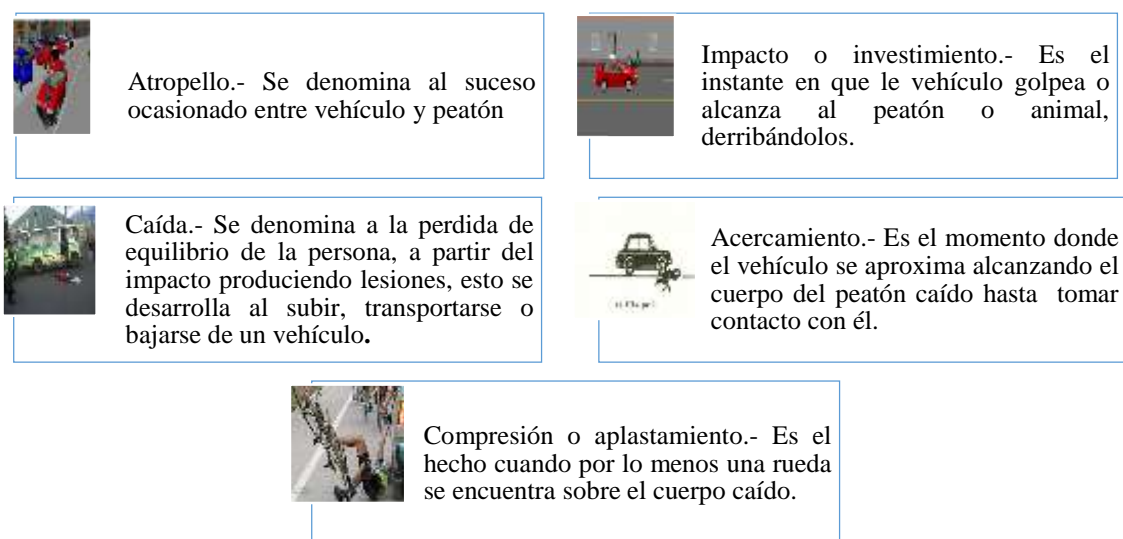 Atropello.- Se denomina al suceso
ocasionado entre vehículo y peatón
Impacto o investimiento.- Es el
instante en que le vehículo golpea o
alcanza al peatón o animal,
derribándolos.
Caída.- Se denomina a la perdida de
equilibrio de la persona, a partir del
impacto produciendo lesiones, esto se
desarrolla al subir, transportarse o
bajarse de un vehículo.
Acercamiento.- Es el momento donde
el vehículo se aproxima alcanzando el
cuerpo del peatón caído hasta tomar
contacto con él.
Compresión o aplastamiento.- Es el
hecho cuando por lo menos una rueda
se encuentra sobre el cuerpo caído.